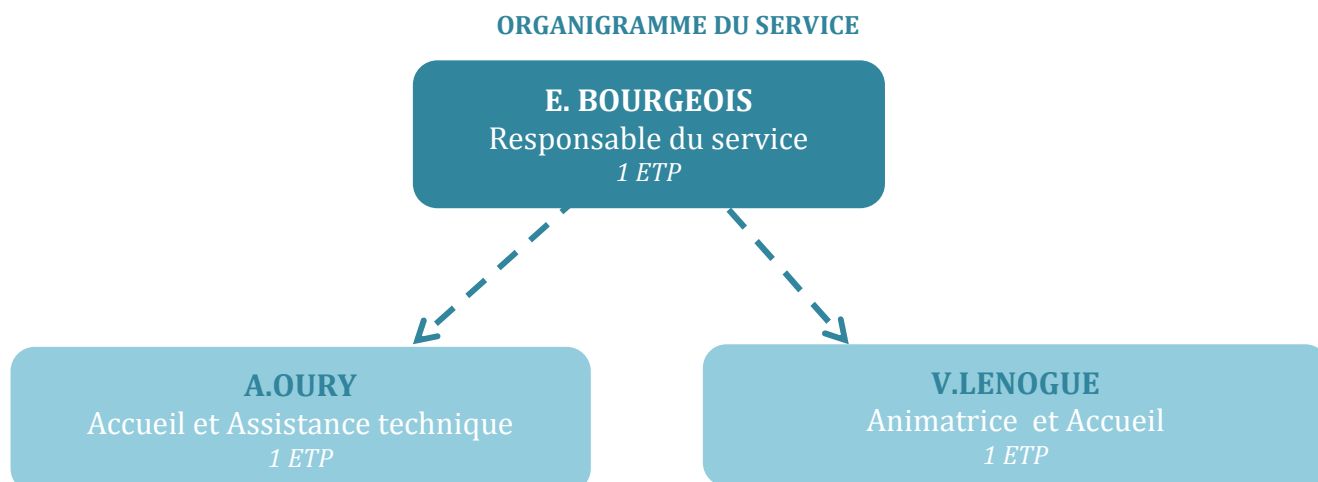 ORGANIGRAMME DU SERVICE
E. BOURGEOIS
Responsable du service
1 ETP
A.OURY
Accueil et Assistance technique
1 ETP
V.LENOGUE
Animatrice et Accueil
1 ETP